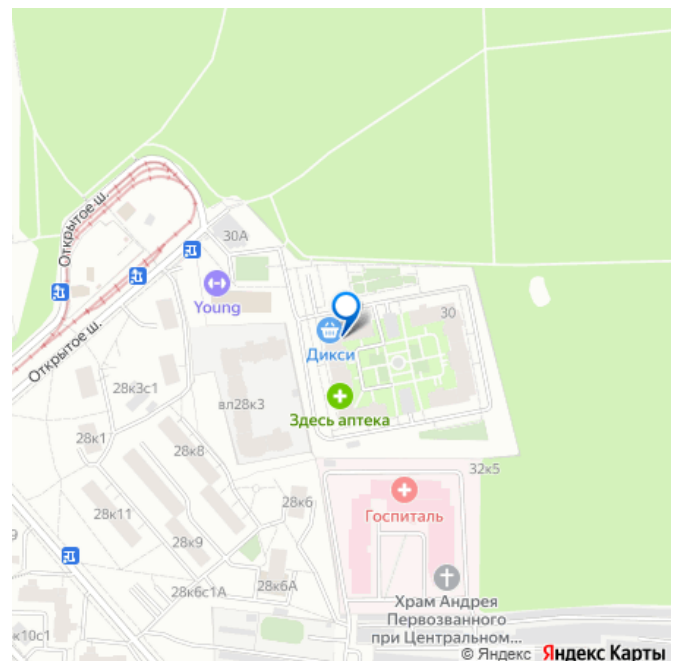 Открытое ш.
30А
Young
30
Дикси
Открытое ш.
28к3с1
вл28к3
Здесь аптека
28к1
28к8
32к5
28к11
28к6
Госпиталь
28к9
28к6с1А
28к6А
Храм Андрея
Первозванного
при Центральном...
к10с1
© Яндекс Яндекс Карты